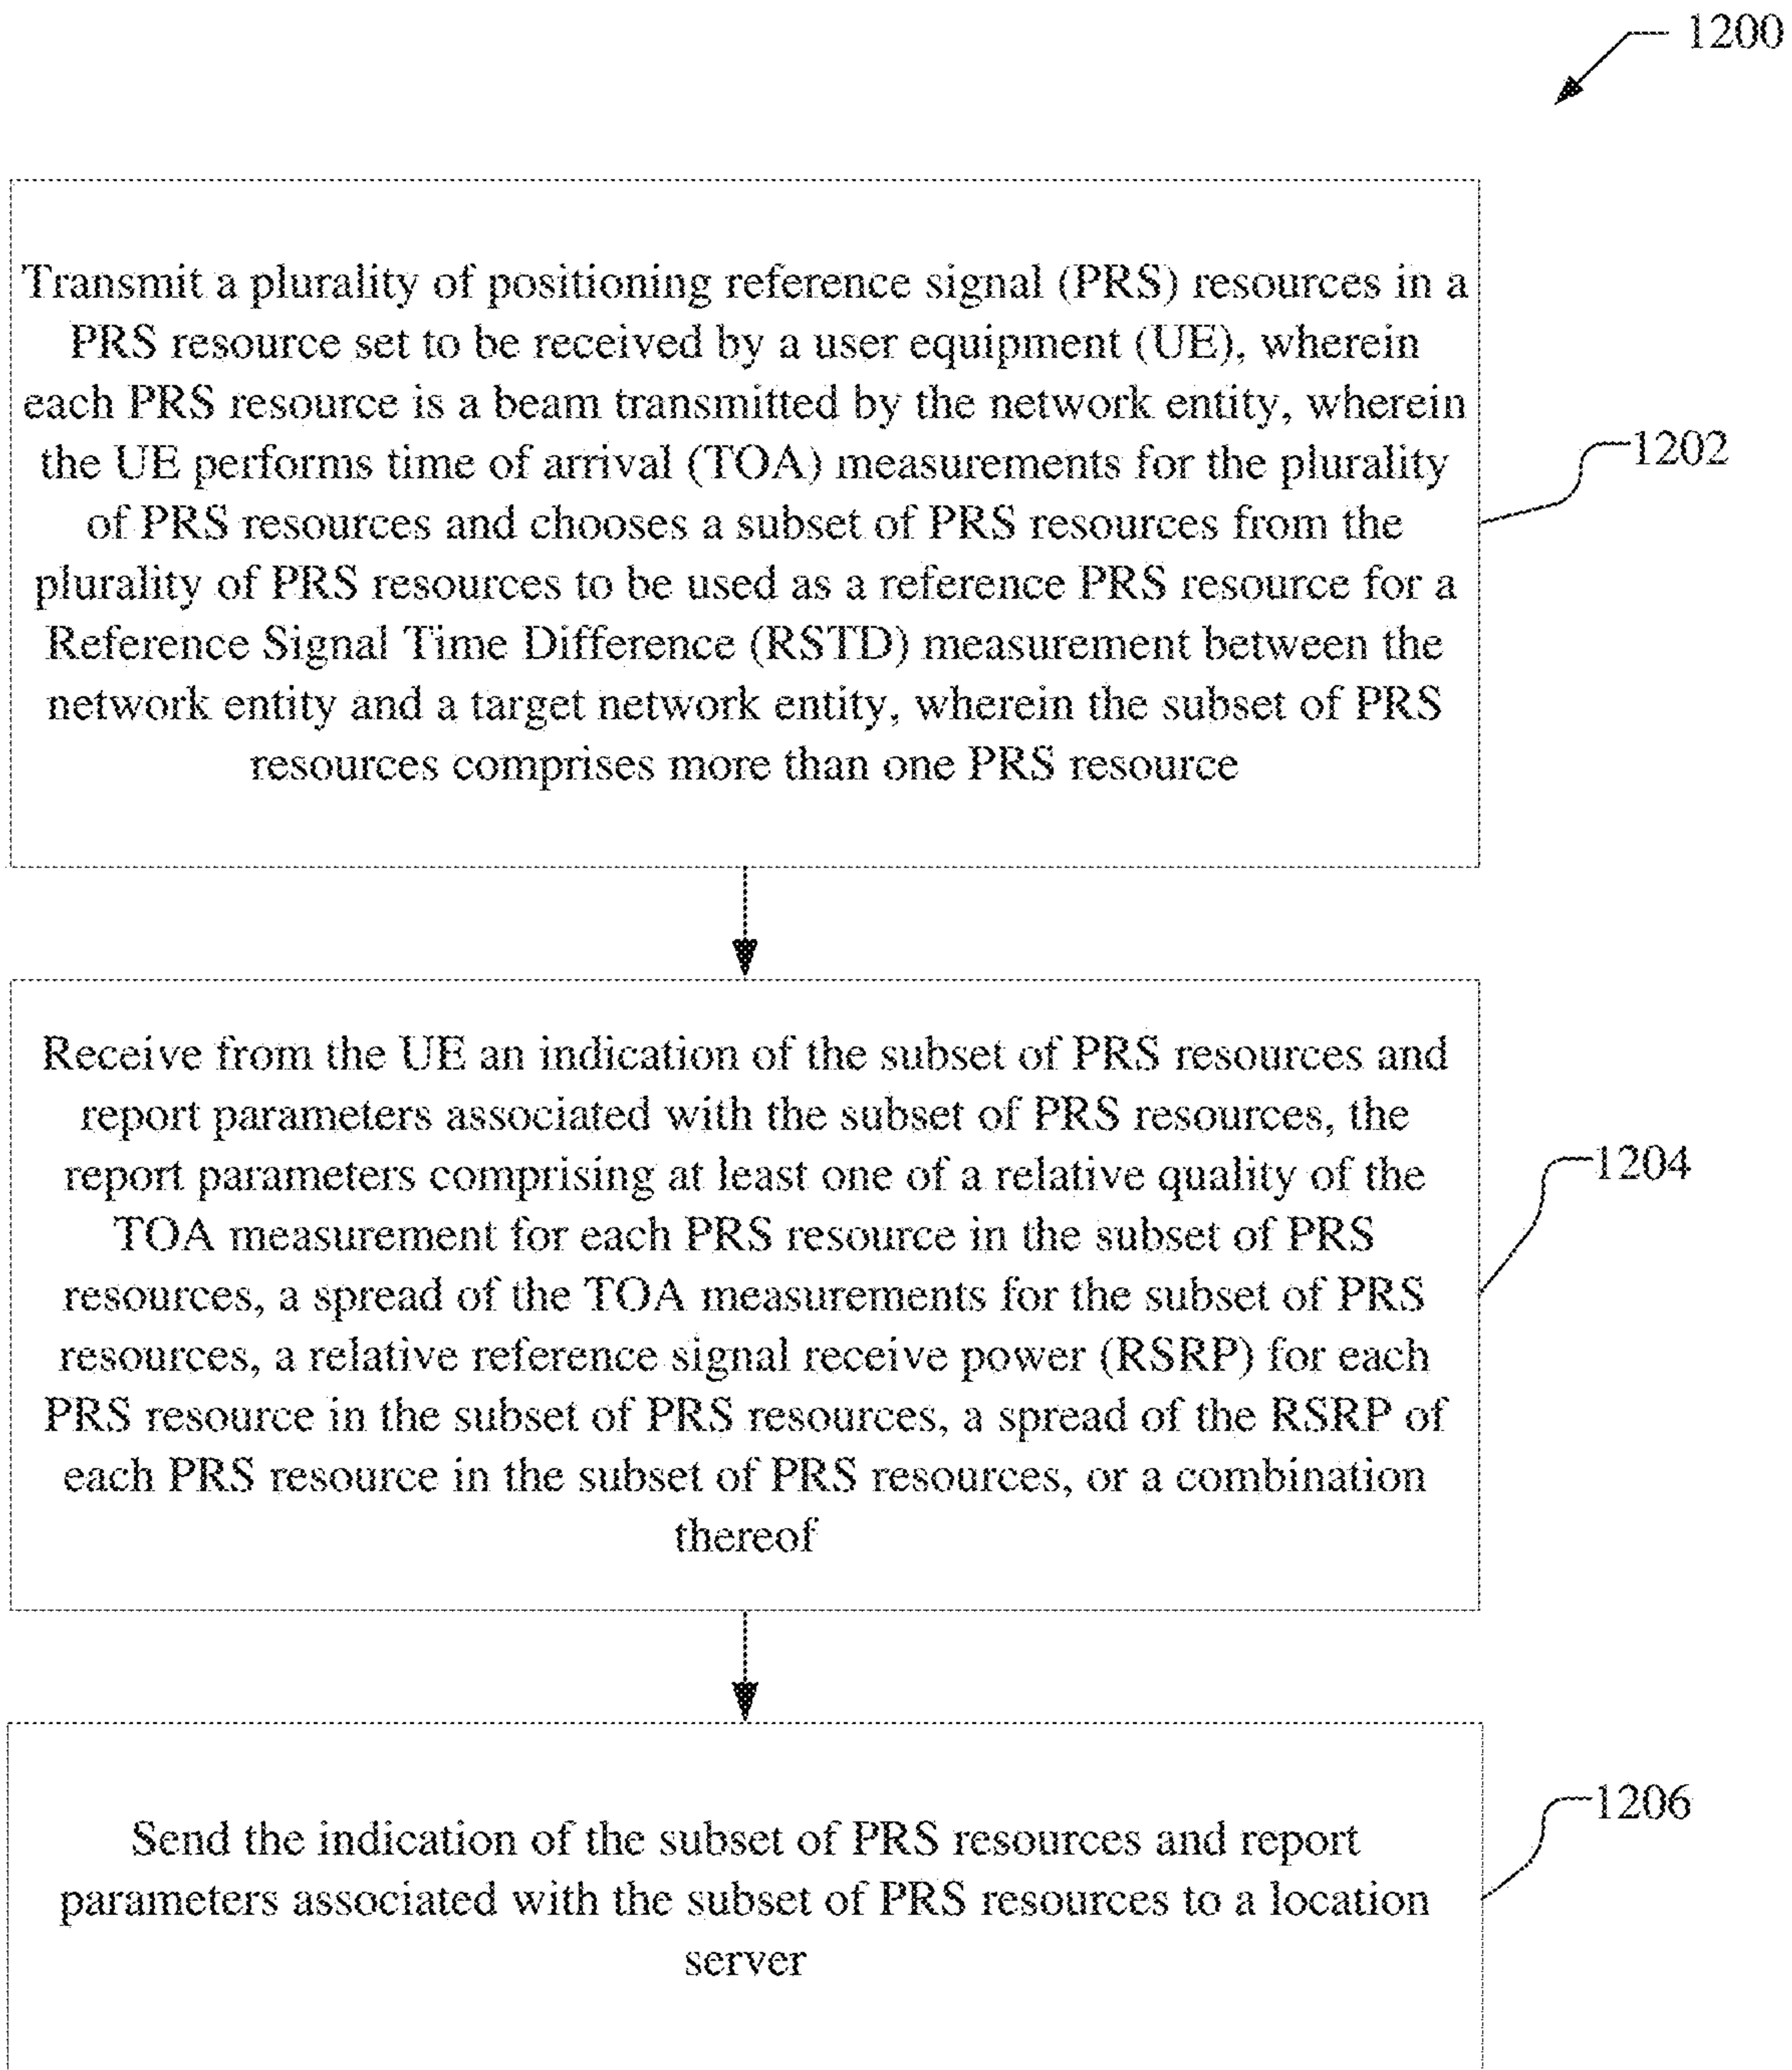 1200
Transmit a plurality of positioning reference signal (PRS) resources in a
PRS resource set to be received by a user equipment (UE), wherein
each PRS resource is a beam transmitted by the network entity, wherein
the UE performs time of arrival (TOA) measurements for the plurality
of PRS resources and chooses a subset of PRS resources from the
plurality of PRS resources to be used as a reference PRS resource for a
Reference Signal Time Difference (RSTD) measurement between the
network entity and a target network entity, wherein the subset of PRS
resources comprises more than one PRS resource
1202
Receive from the UE an indication of the subset of PRS resources and
report parameters associated with the subset of PRS resources, the
report parameters comprising at least one of a relative quality of the
TOA measurement for each PRS resource in the subset of PRS
resources, a spread of the TOA measurements for the subset of PRS
resources, a relative reference signal receive power (RSRP) for each
PRS resource in the subset of PRS resources, a spread of the RSRP of
each PRS resource in the subset of PRS resources, or a combination
thereof
1204
Send the indication of the subset of PRS resources and report
parameters associated with the subset of PRS resources to a location
server
1206